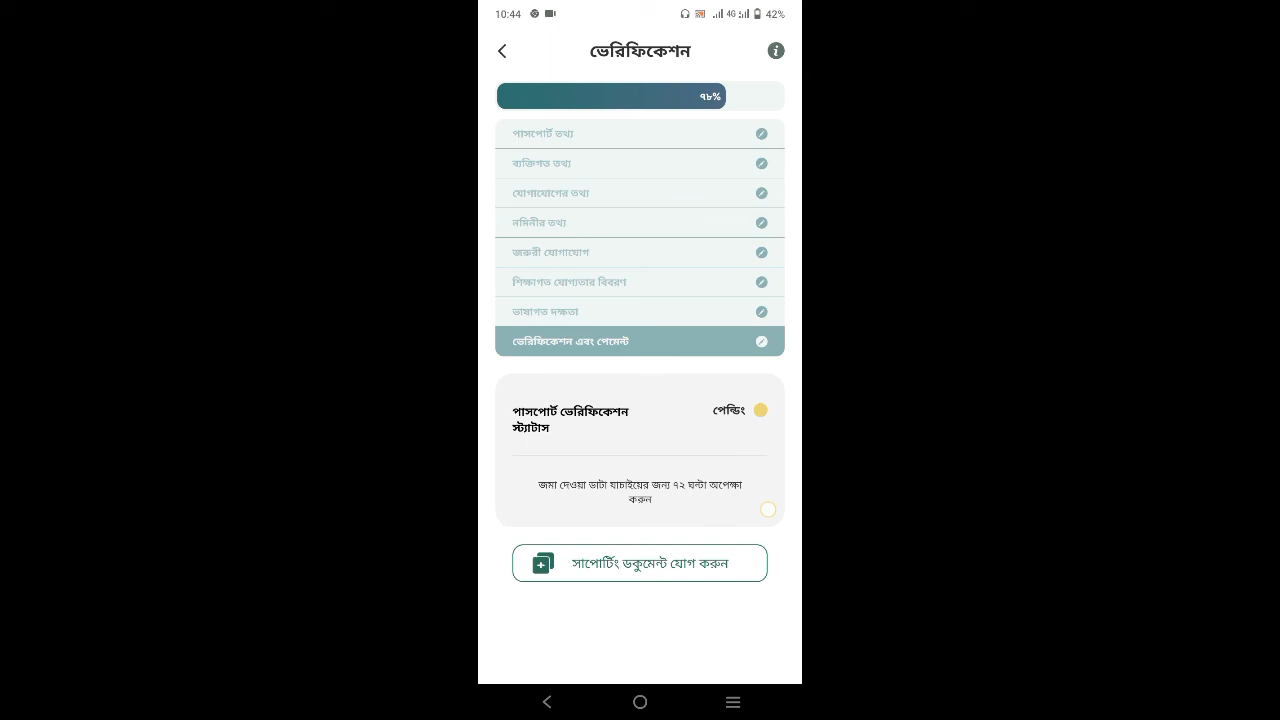 10:44 4G 42%
ভেরিফিকেশন
৭৮%
পাসপোর্ট তথ্য
ব্যক্তিগত তথ্য
যোগাযোগের তথ্য
নমিনীর তথ্য
জরুরী যোগাযোগ
শিক্ষাগত যোগ্যতার বিবরণ
ভাষাগত দক্ষতা
ভেরিফিকেশন এবং পেমেন্ট
পাসপোর্ট ভেরিফিকেশন পেন্ডিং
স্ট্যাটাস
জমা দেওয়া ডাটা যাচাইয়ের জন্য ৭২ ঘন্টা অপেক্ষা
করুন
সাপোর্টিং ডকুমেন্ট যোগ করুন